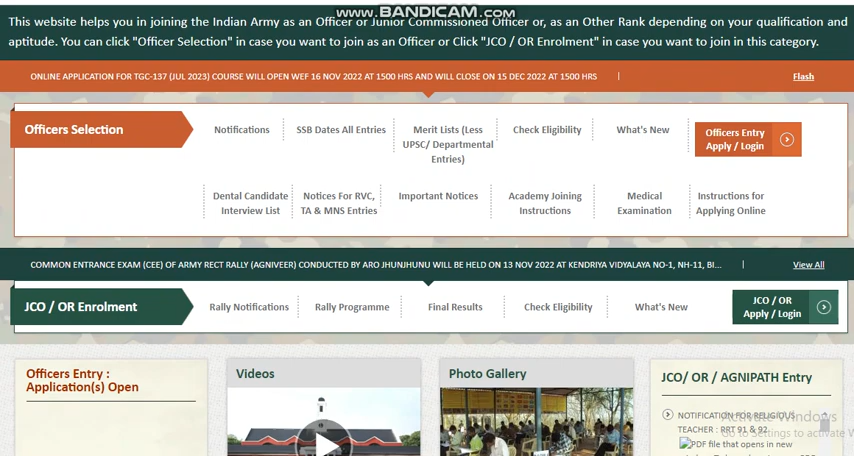 www.BANDICAM.com
This website helps you in joining the Indian Army as an Officer or Junior Commissioned Officer or, as an Other Rank depending on your qualification and
aptitude. You can click "Officer Selection" in case you want to join as an Officer or Click "JCO / OR Enrolment" in case you want to join in this category.
ONLINE APPLICATION FOR TGC-137 (JUL 2023) COURSE WILL OPEN WEF 16 NOV 2022 AT 1500 HRS AND WILL CLOSE ON 15 DEC 2022 AT 1500 HRS | Flash
Officers Selection
Notifications
SSB Dates All Entries
Merit Lists (Less
UPSC/ Departmental
Entries)
Check Eligibility
What's New
Officers Entry
Apply / Login
Dental Candidate
Interview List
Notices For RVC,
TA & MNS Entries
Important Notices
Academy Joining
Instructions
Medical
Examination
Instructions for
Applying Online
COMMON ENTRANCE EXAM (CEE) OF ARMY RECT RALLY (AGNIVEER) CONDUCTED BY ARO JHUNJHUNU WILL BE HELD ON 13 NOV 2022 AT KENDRIYA VIDYALAYA NO-1, NH-11, BI... | View All
JCO / OR Enrolment
Rally Notifications
Rally Programme
Final Results
Check Eligibility
What's New
JCO / OR
Apply / Login
Officers Entry :
Application(s) Open
Videos
Photo Gallery
JCO/ OR / AGNIPATH Entry
NOTIFICATION FOR RELIGIOUS
TEACHER : RRT 91 & 92
PDF file that opens in new
Activate Windows
Go to Settings to activate W